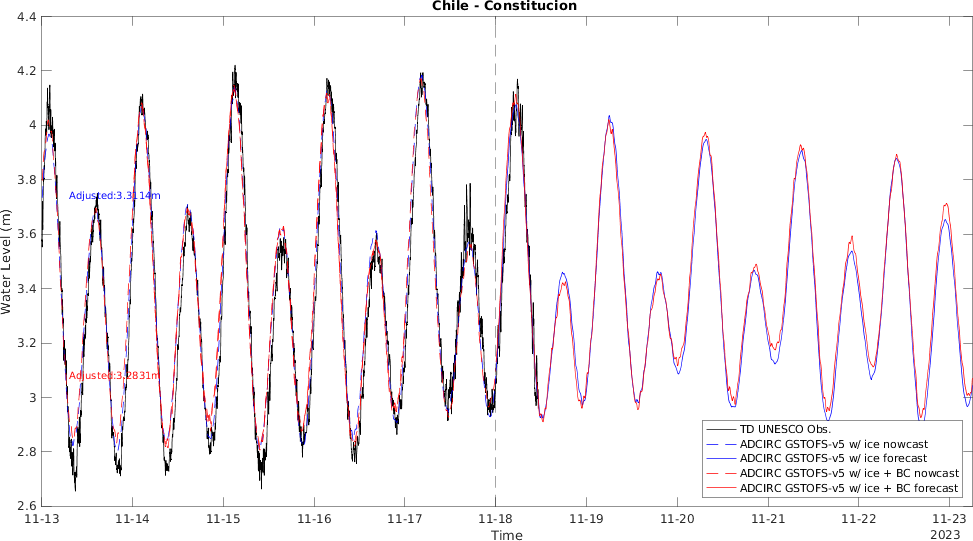 Chile - Constitucion
4.4
4.2
4
3.8
3.6
3.4
3.2
3
2.8
2.6
Water Level (m)
Adjusted:3.3114m
Adjusted:3.2831m
TD UNESCO Obs.
ADCIRC GSTOFS-v5 w/ ice nowcast
ADCIRC GSTOFS-v5 w/ ice forecast
ADCIRC GSTOFS-v5 w/ ice + BC nowcast
ADCIRC GSTOFS-v5 w/ ice + BC forecast
11-13 11-14 11-15 11-16 11-17 11-18 11-19 11-20 11-21 11-22 11-23
2023
Time